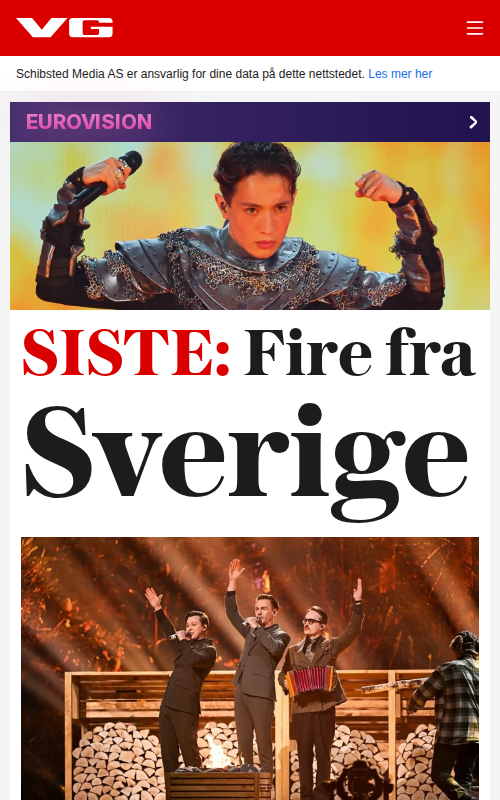 VG
Schibsted Media AS er ansvarlig for dine data på dette nettstedet. Les mer her
EUROVISION
SISTE: Fire fra
Sverige